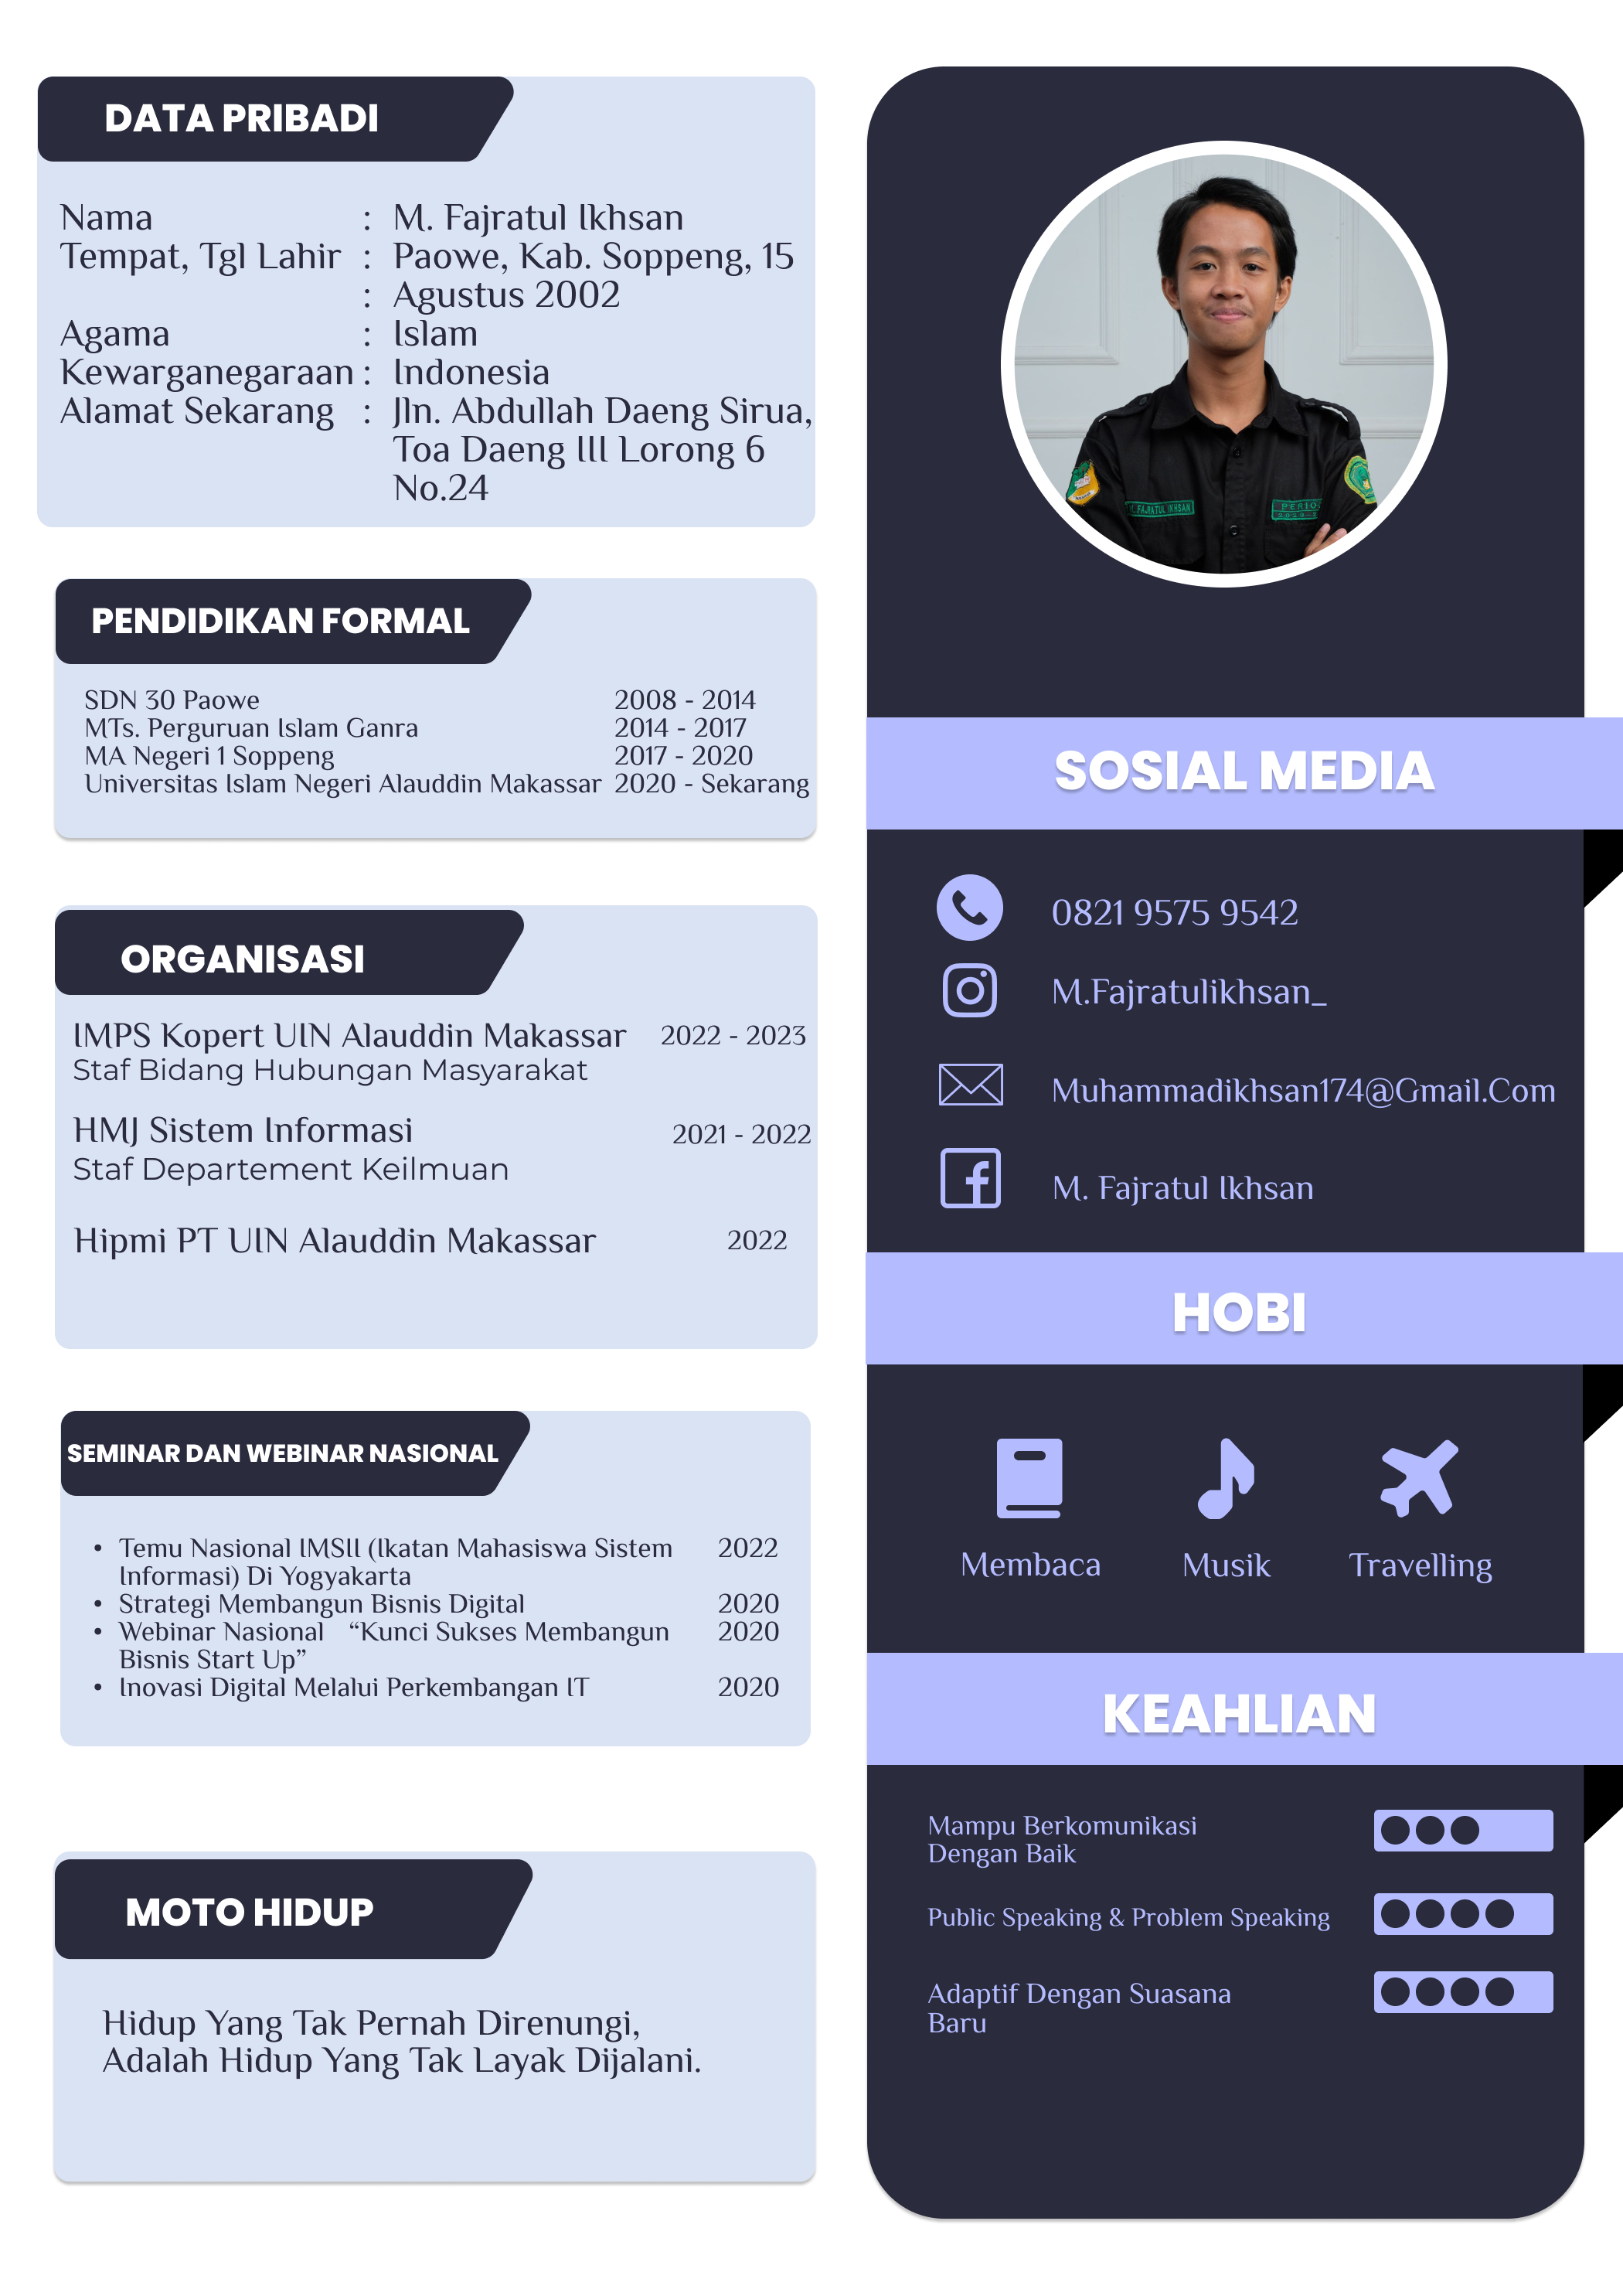 DATA PRIBADI
Nama : M. Fajratul Ikhsan
Tempat, Tgl Lahir : Paowe, Kab. Soppeng, 15
: Agustus 2002
Agama : Islam
Kewarganegaraan : Indonesia
Alamat Sekarang : Jln. Abdullah Daeng Sirua,
Toa Daeng III Lorong 6
No.24
PENDIDIKAN FORMAL
SDN 30 Paowe 2008 - 2014
MTs. Perguruan Islam Ganra 2014 - 2017
MA Negeri 1 Soppeng 2017 - 2020
Universitas Islam Negeri Alauddin Makassar 2020 - Sekarang
ORGANISASI
IMPS Kopert UIN Alauddin Makassar 2022 - 2023
Staf Bidang Hubungan Masyarakat
HMJ Sistem Informasi 2021 - 2022
Staf Departement Keilmuan
Hipmi PT UIN Alauddin Makassar 2022
SEMINAR DAN WEBINAR NASIONAL
• Temu Nasional IMSII (Ikatan Mahasiswa Sistem 2022
Informasi) Di Yogyakarta
• Strategi Membangun Bisnis Digital 2020
• Webinar Nasional “Kunci Sukses Membangun 2020
Bisnis Start Up”
• Inovasi Digital Melalui Perkembangan IT 2020
MOTO HIDUP
Hidup Yang Tak Pernah Direnungi,
Adalah Hidup Yang Tak Layak Dijalani.
M. FAJRATUL IKHSAN
SOSIAL MEDIA
0821 9575 9542
M.Fajratulikhsan_
Muhammadikhsan174@Gmail.Com
M. Fajratul Ikhsan
HOBI
Membaca Musik Travelling
KEAHLIAN
Mampu Berkomunikasi
Dengan Baik
Public Speaking & Problem Speaking
Adaptif Dengan Suasana
Baru